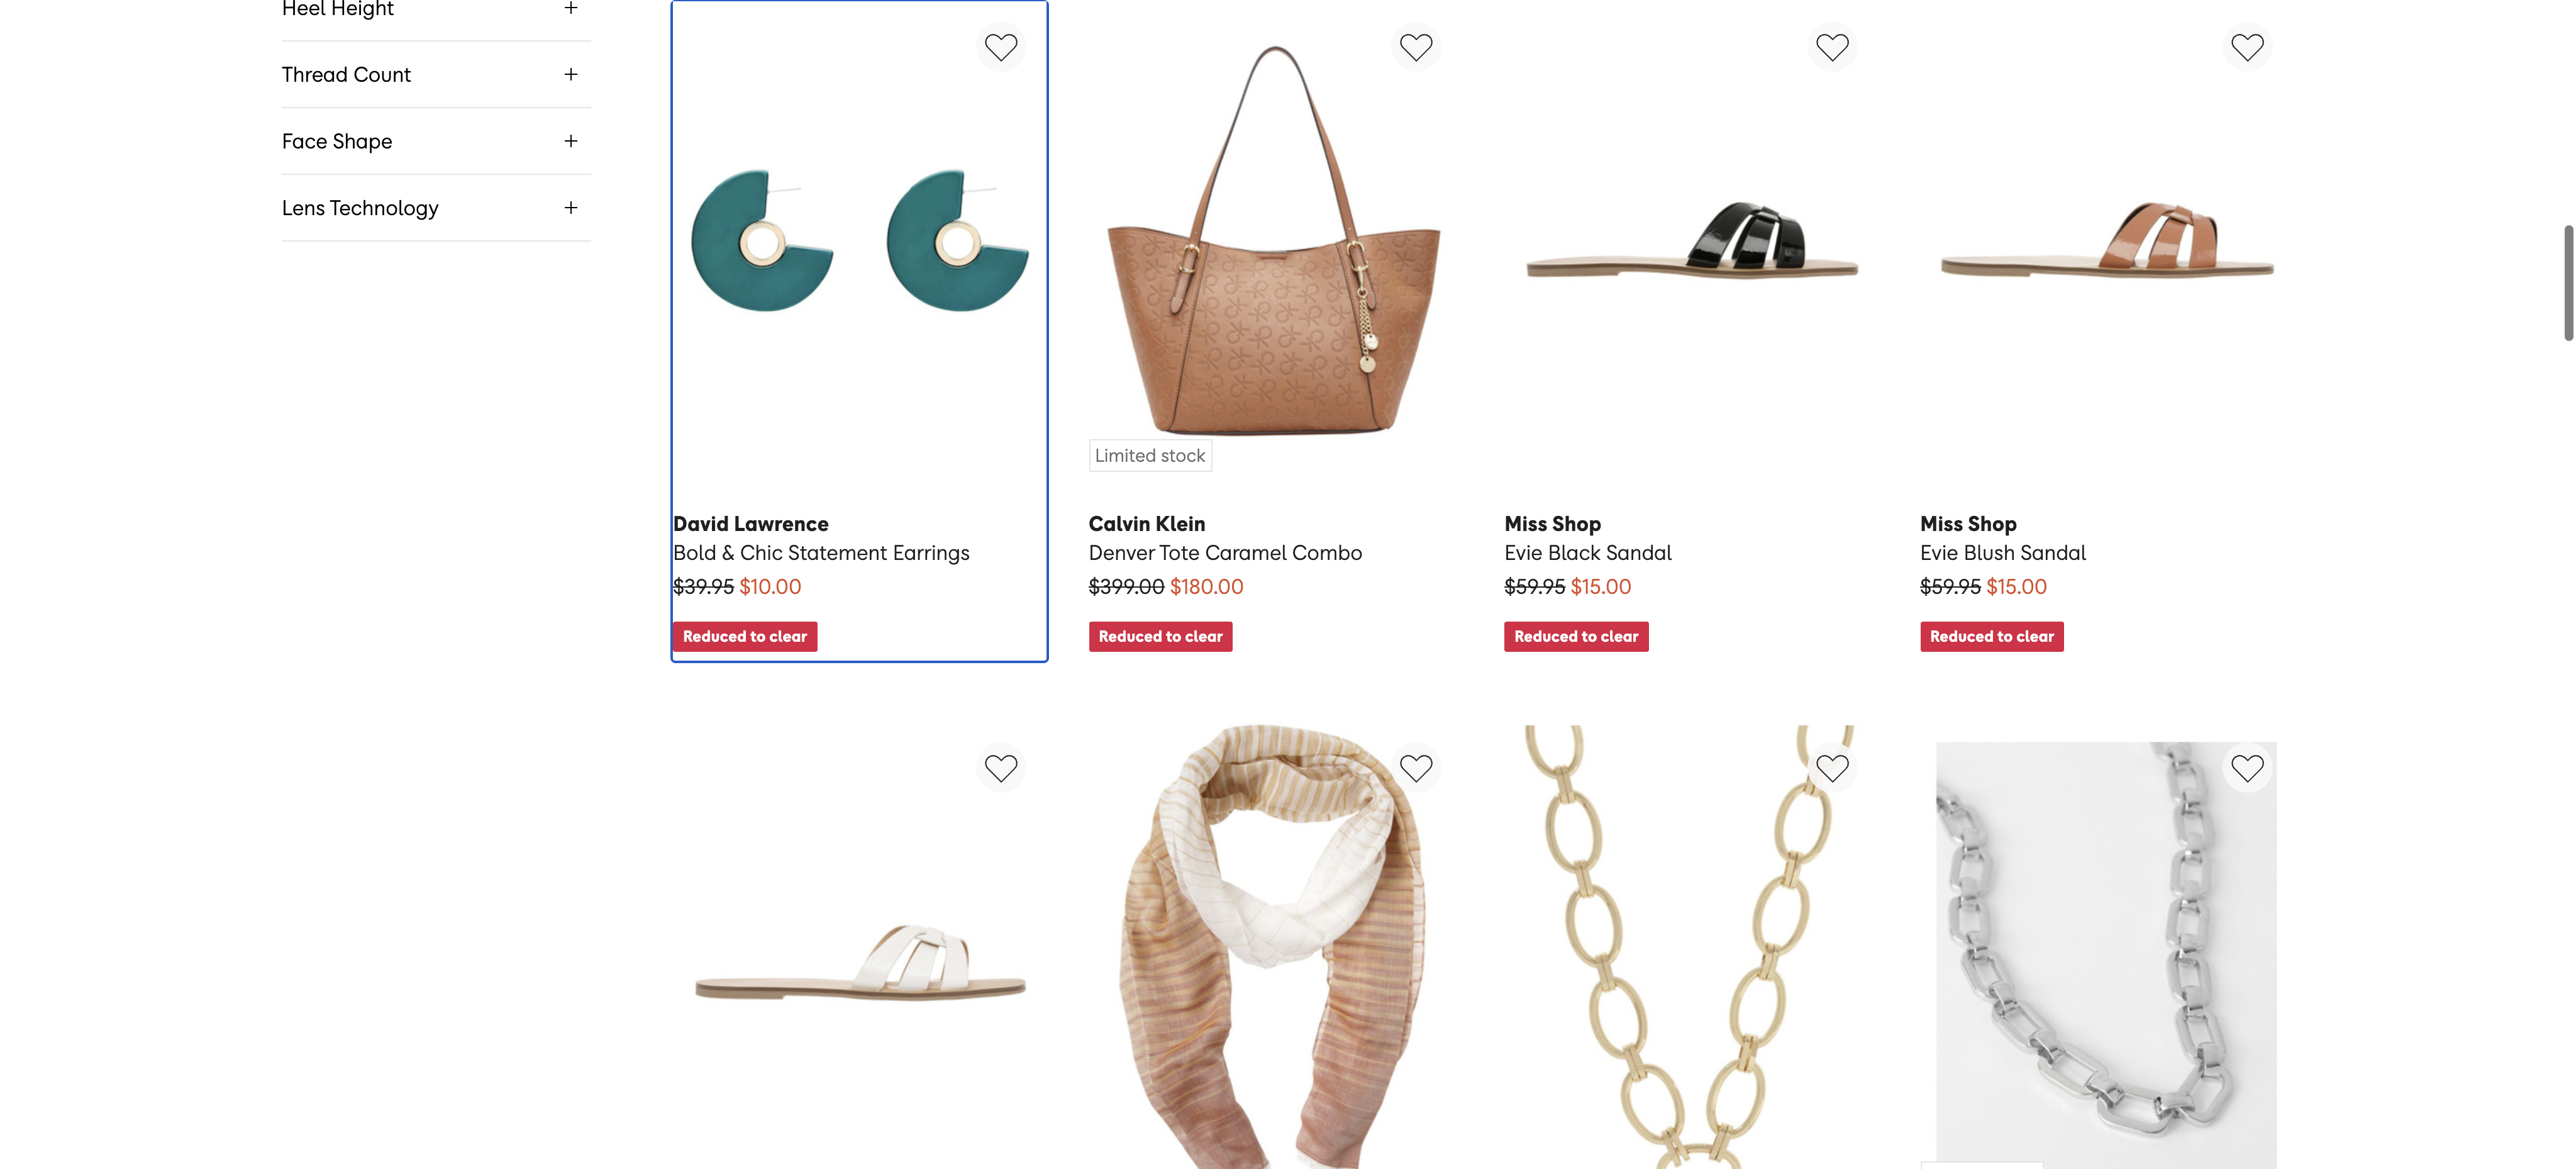 Heel Height
Thread Count
Face Shape
Lens Technology
Limited stock
David Lawrence
Bold & Chic Statement Earrings
$39.95 $10.00
Reduced to clear
Calvin Klein
Denver Tote Caramel Combo
$399.00 $180.00
Reduced to clear
Miss Shop
Evie Black Sandal
$59.95 $15.00
Reduced to clear
Miss Shop
Evie Blush Sandal
$59.95 $15.00
Reduced to clear